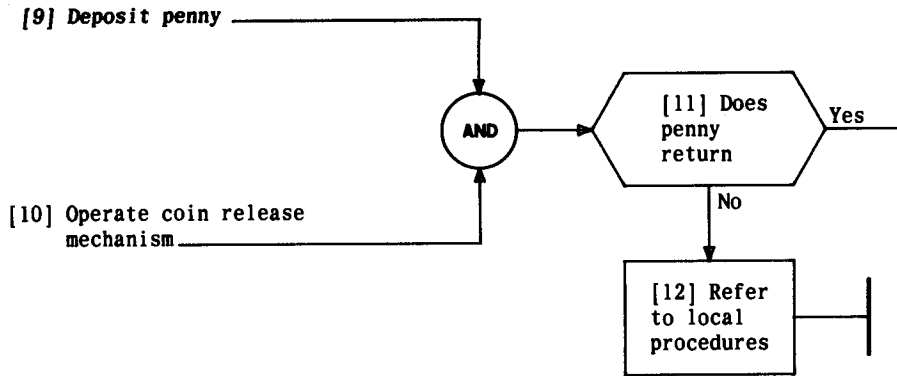 [9] Deposit penny
[11] Does
penny
return
Yes
AND
No
[10] Operate coin release
mechanism
[12] Refer
to local
procedures